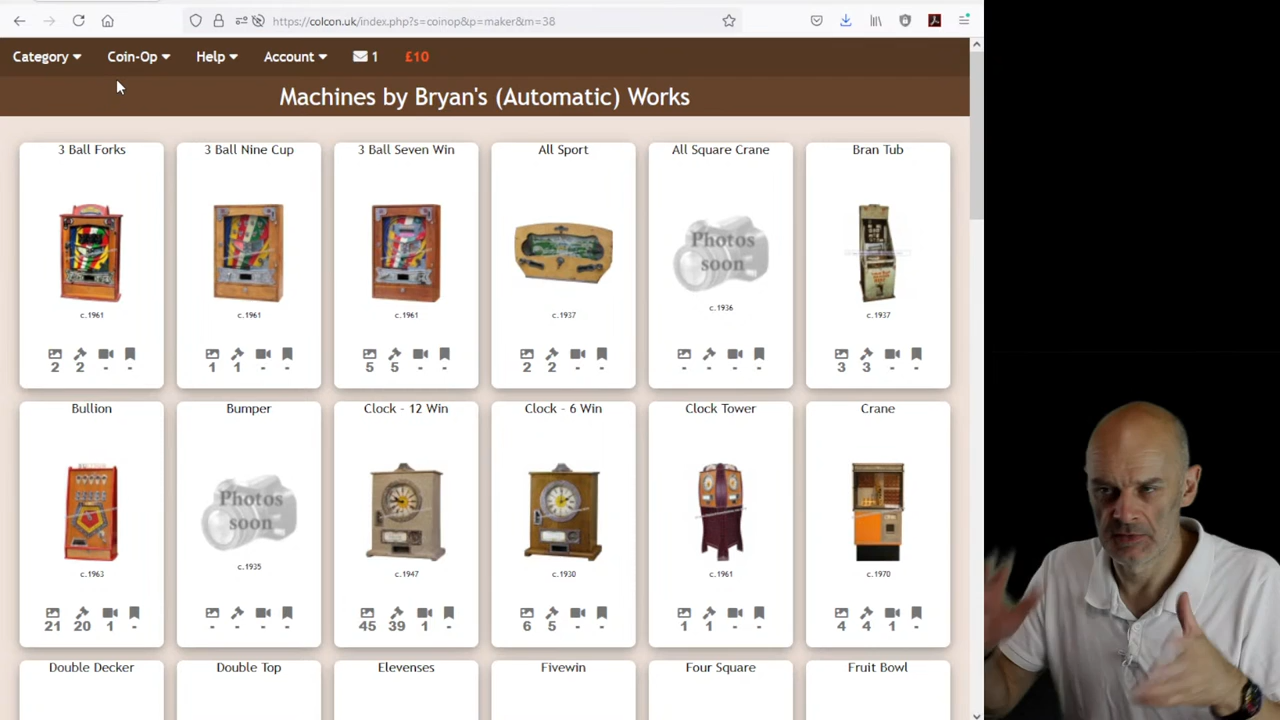 https://colcon.uk/index.php?s=coinop&p=maker&m=38
Category Coin-Op Help Account 1 £10
Machines by Bryan's (Automatic) Works
3 Ball Forks 3 Ball Nine Cup 3 Ball Seven Win All Sport All Square Crane Bran Tub
Photos
soon
c.1961 c.1961 c.1961 c.1937 c.1936 c.1937
2 2 - - 1 1 - - 5 5 - - 2 2 - - - - - - 3 3 - -
Bullion Bumper Clock - 12 Win Clock - 6 Win Clock Tower Crane
Photos
soon
c.1963 c.1935 c.1947 c.1930 c.1961 c.1970
21 20 1 - - - - - 45 39 1 - 6 5 - - 1 1 - - 4 4 1 -
Double Decker Double Top Elevenses Fivewin Four Square Fruit Bowl